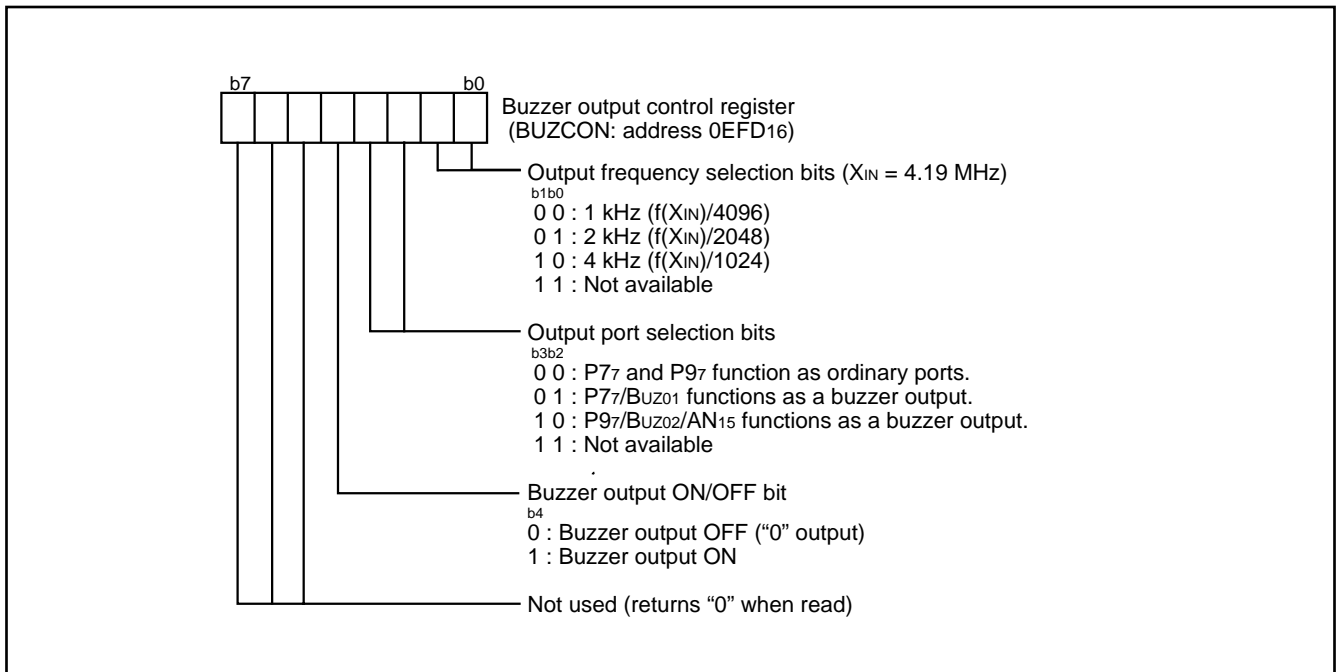 b7 b0
Buzzer output control register
(BUZCON: address 0EFD16)
Output frequency selection bits (XIN = 4.19 MHz)
b1b0
0 0 : 1 kHz (f(XIN)/4096)
0 1 : 2 kHz (f(XIN)/2048)
1 0 : 4 kHz (f(XIN)/1024)
1 1 : Not available
Output port selection bits
b3b2
0 0 : P77 and P97 function as ordinary ports.
0 1 : P77/BUZ01 functions as a buzzer output.
1 0 : P97/BUZ02/AN15 functions as a buzzer output.
1 1 : Not available
Buzzer output ON/OFF bit
b4
0 : Buzzer output OFF (“0” output)
1 : Buzzer output ON
Not used (returns “0” when read)